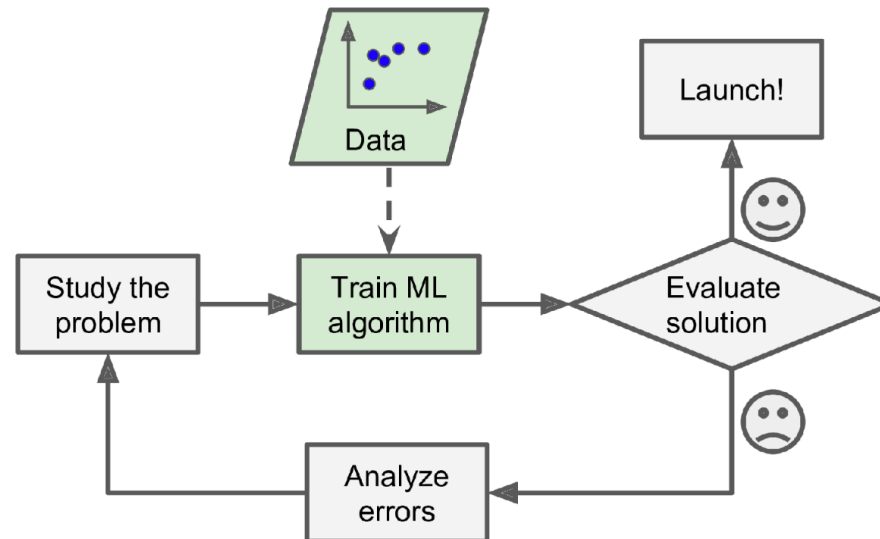 Data
Launch!
Study the
problem
Train ML
algorithm
Evaluate
solution
Analyze
errors